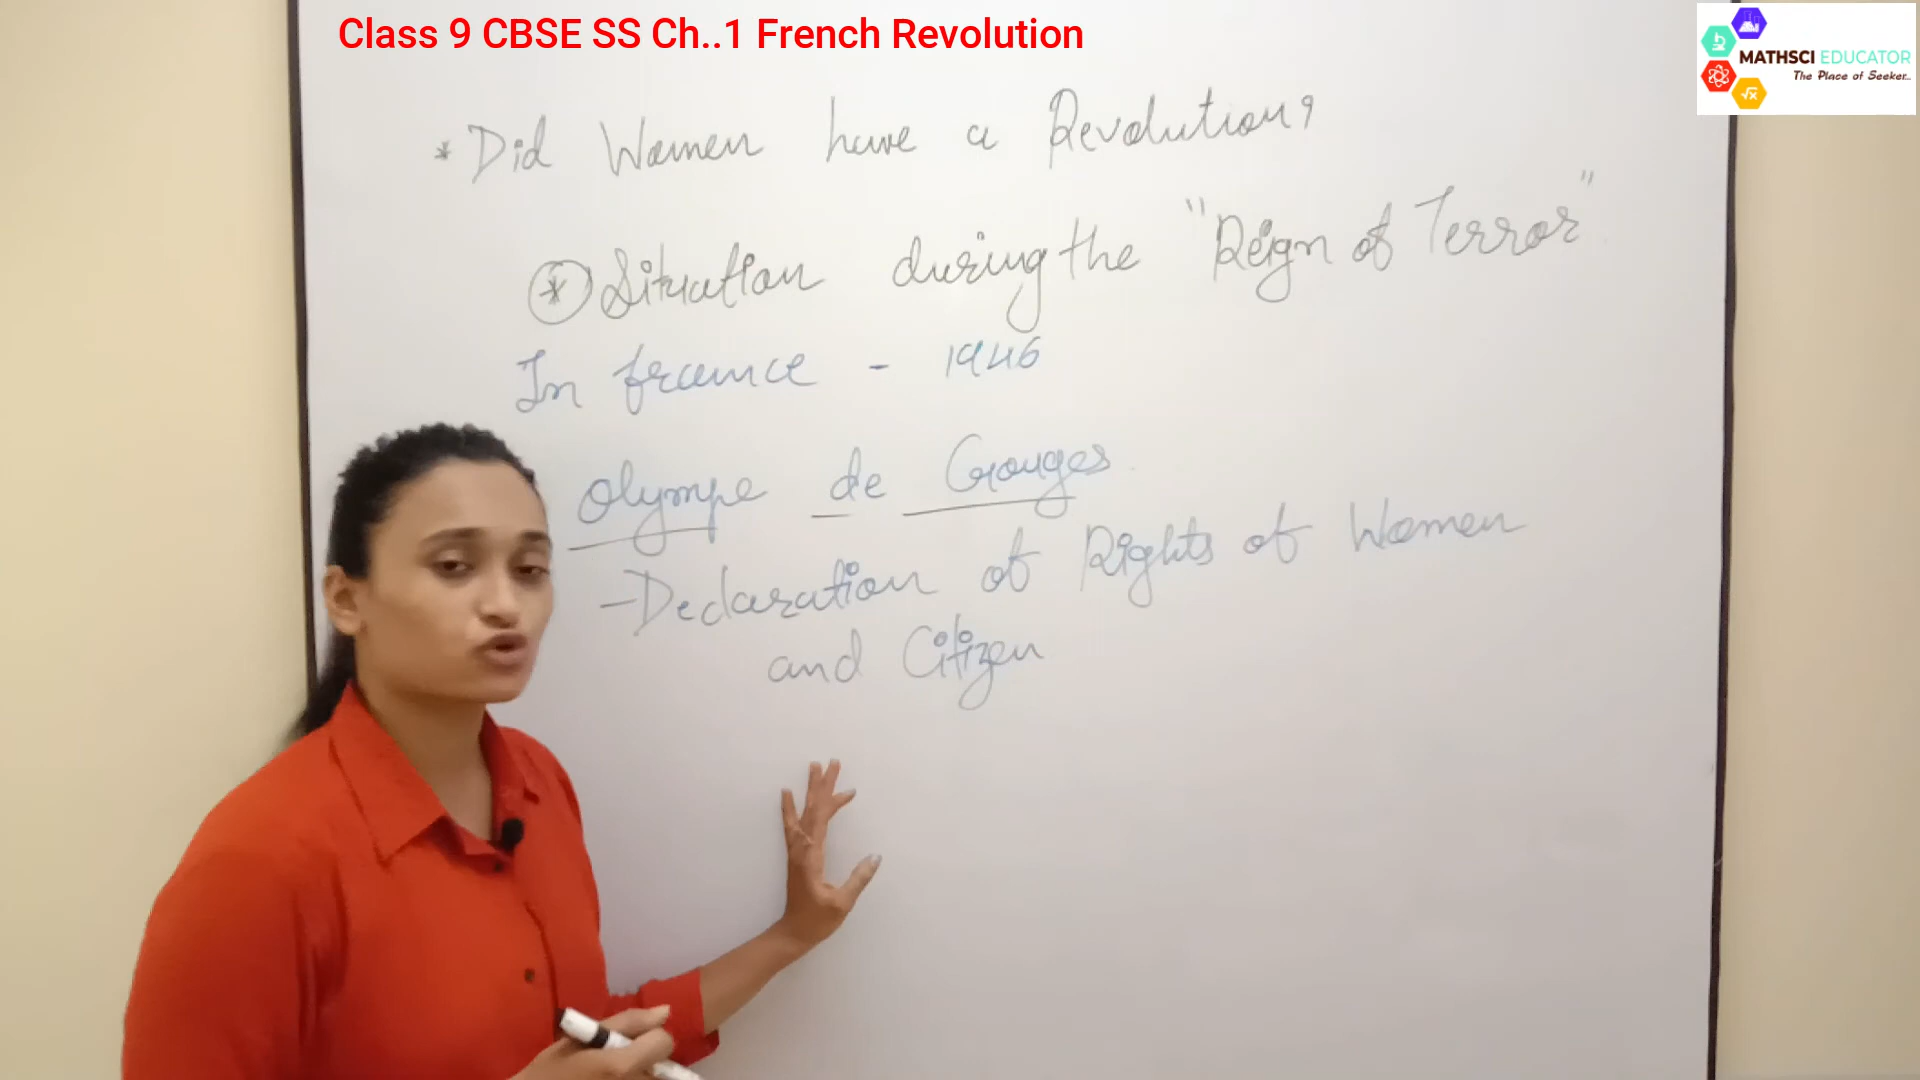 Class 9 CBSE SS Ch..1 French Revolution
MATHSCI EDUCATOR
The Place of Seeker...
* Did Women have a Revolution?
* Situation during the "Reign of Terror"
In france - 1946
Olympe de Gouges
- Declaration of Rights of Women
and Citizen